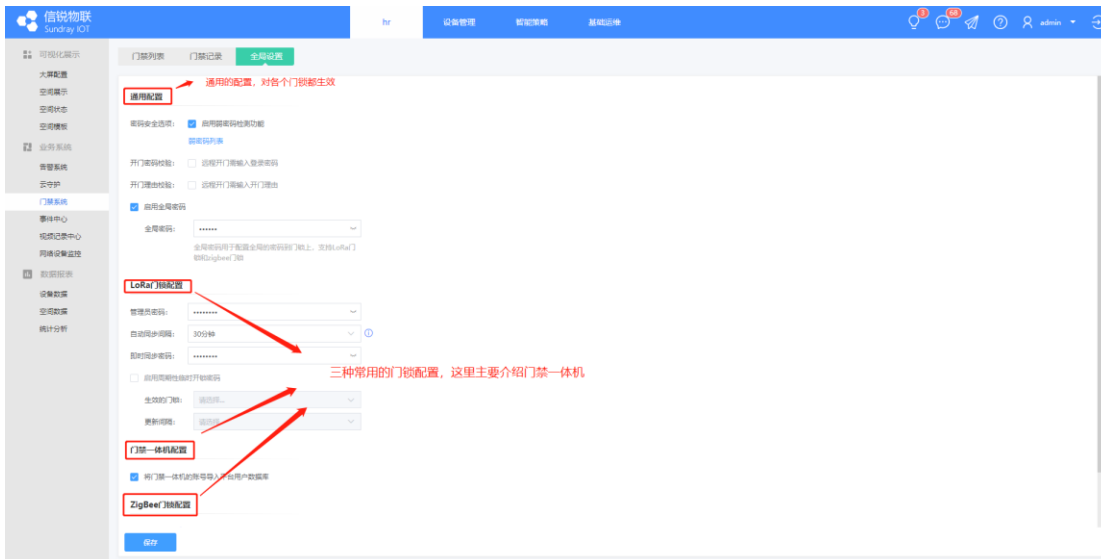 信锐物联
Sundray IOT
hr
设备管理
智能策略
基础运维
2
68
admin
可视化展示
大屏配置
空间展示
空间状态
空间模板
业务系统
告警系统
云守护
门禁系统
事件中心
视频记录中心
网络设备监控
数据报表
设备数据
空间数据
统计分析
门禁列表
门禁记录
全局设置
通用的配置，对各个门锁都生效
通用配置
密码安全选项：
启用弱密码检测功能
弱密码列表
开门密码校验：
远程开门需输入登录密码
开门理由校验：
远程开门需输入开门理由
启用全局密码
全局密码：
••••••
全局密码用于配置全局的密码到门锁上，支持LoRa门
锁和zigbee门锁
LoRa门锁配置
管理员密码：
••••••••
自动同步间隔：
30分钟
即时同步密码：
••••••••
三种常用的门锁配置，这里主要介绍门禁一体机
启用周期性临时开锁密码
生效的门锁：
请选择...
更新间隔：
请选择...
门禁一体机配置
将门禁一体机的账号导入平台用户数据库
ZigBee门锁配置
保存